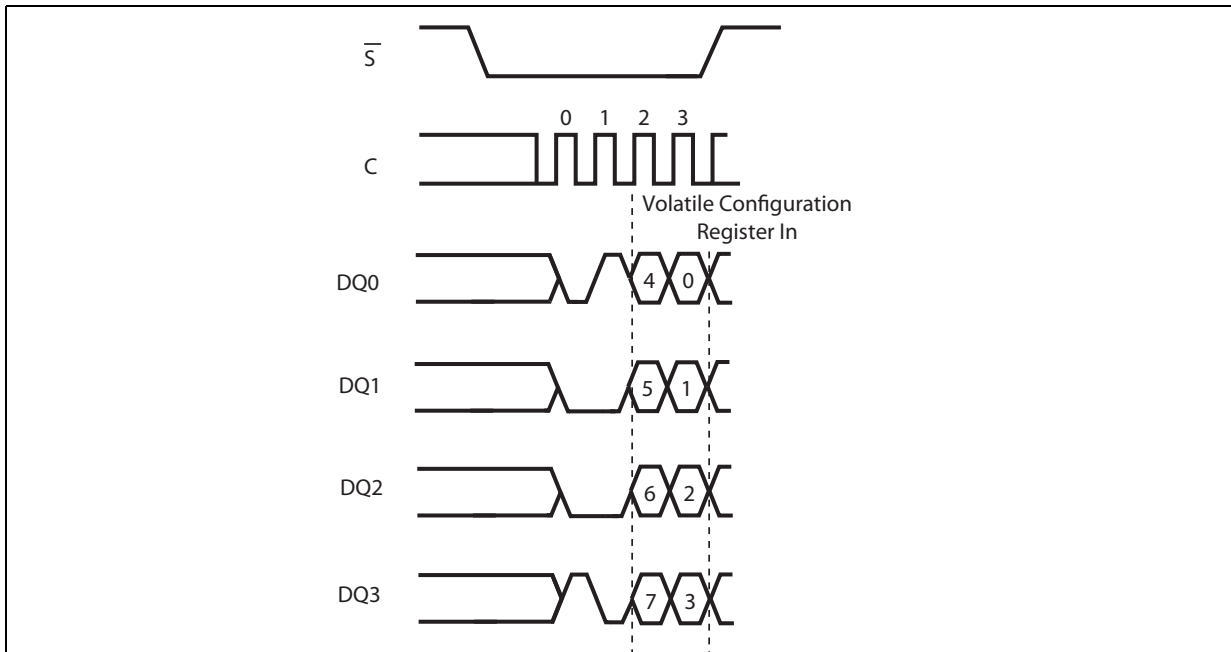 S
0 1 2 3
C
Volatile Configuration
Register In
DQ0 4 0
DQ1 5 1
DQ2 6 2
DQ3 7 3